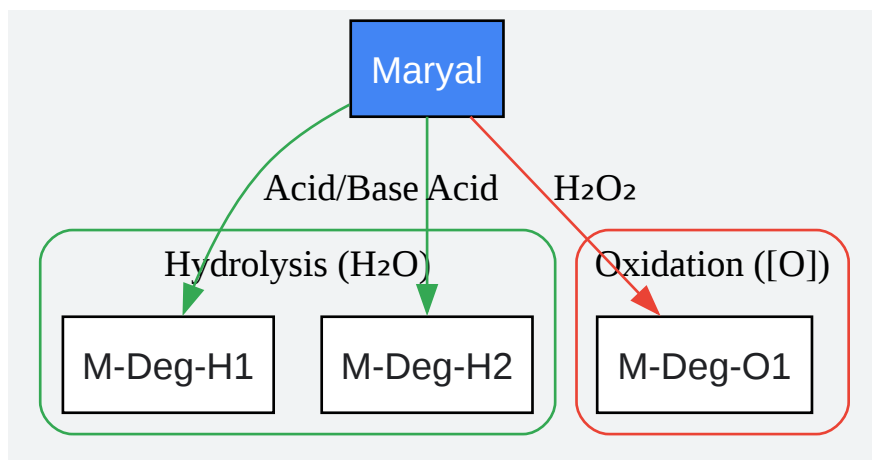 Maryal
Acid/Base Acid H₂O₂
Hydrolysis (H₂O) Oxidation ([O])
M-Deg-H1 M-Deg-H2 M-Deg-O1